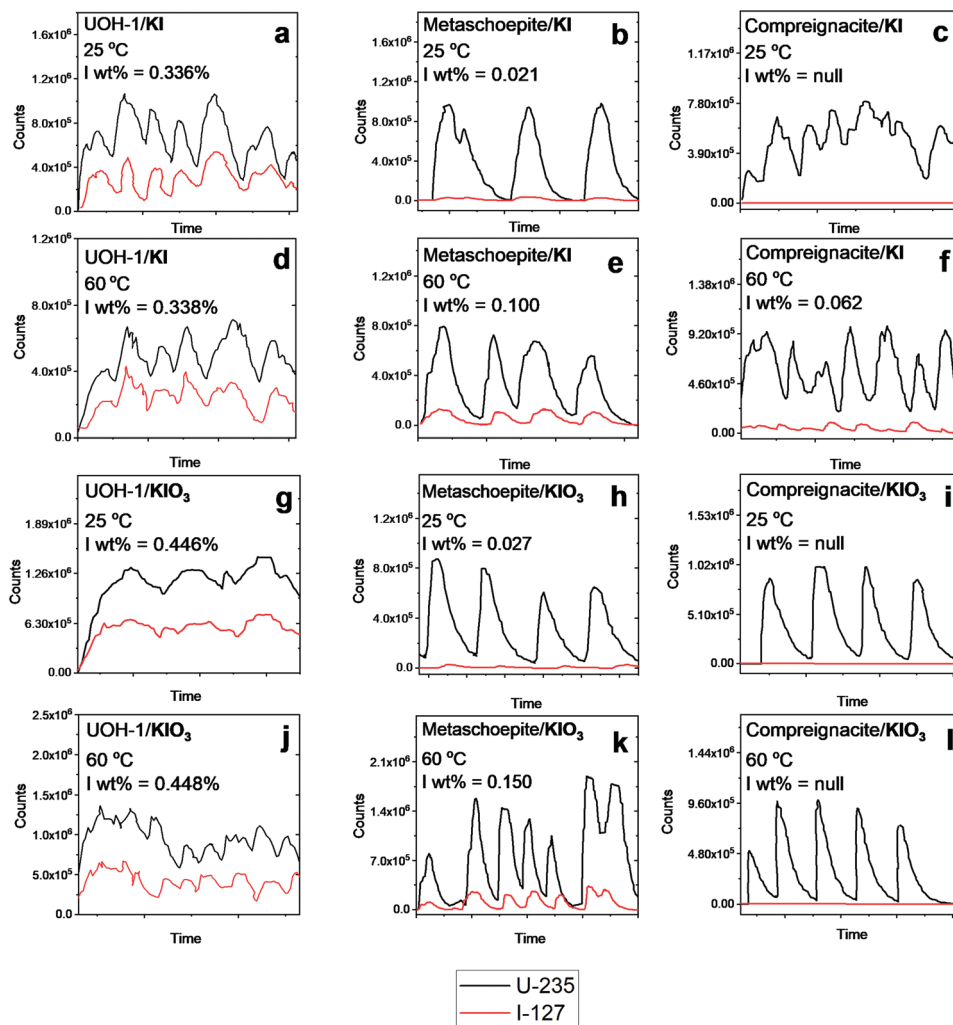 UOH-1/KI
a
25 ºC
I wt% = 0.336%
1.6x10⁶
1.2x10⁶
8.0x10⁵
4.0x10⁵
0.0
Counts
Time
Metaschoepite/KI
b
25 ºC
I wt% = 0.021
1.6x10⁶
1.2x10⁶
8.0x10⁵
4.0x10⁵
0.0
Counts
Time
Compreignacite/KI
c
25 ºC
I wt% = null
1.17x10⁶
7.80x10⁵
3.90x10⁵
0.00
Counts
Time
UOH-1/KI
d
60 ºC
I wt% = 0.338%
1.2x10⁶
8.0x10⁵
4.0x10⁵
0.0
Counts
Time
Metaschoepite/KI
e
60 ºC
I wt% = 0.100
1.2x10⁶
8.0x10⁵
4.0x10⁵
0.0
Counts
Time
Compreignacite/KI
f
60 ºC
I wt% = 0.062
1.38x10⁶
9.20x10⁵
4.60x10⁵
0.00
Counts
Time
UOH-1/KIO₃
g
25 ºC
I wt% = 0.446%
1.89x10⁶
1.26x10⁶
6.30x10⁵
0.00
Counts
Time
Metaschoepite/KIO₃
h
25 ºC
I wt% = 0.027
1.2x10⁶
8.0x10⁵
4.0x10⁵
0.0
Counts
Time
Compreignacite/KIO₃
i
25 ºC
I wt% = null
1.53x10⁶
1.02x10⁶
5.10x10⁵
0.00
Counts
Time
UOH-1/KIO₃
j
60 ºC
I wt% = 0.448%
2.5x10⁶
2.0x10⁶
1.5x10⁶
1.0x10⁶
5.0x10⁵
0.0
Counts
Time
Metaschoepite/KIO₃
k
60 ºC
I wt% = 0.150
2.1x10⁶
1.4x10⁶
7.0x10⁵
0.0
Counts
Time
Compreignacite/KIO₃
l
60 ºC
I wt% = null
1.44x10⁶
9.60x10⁵
4.80x10⁵
0.00
Counts
Time
U-235
I-127